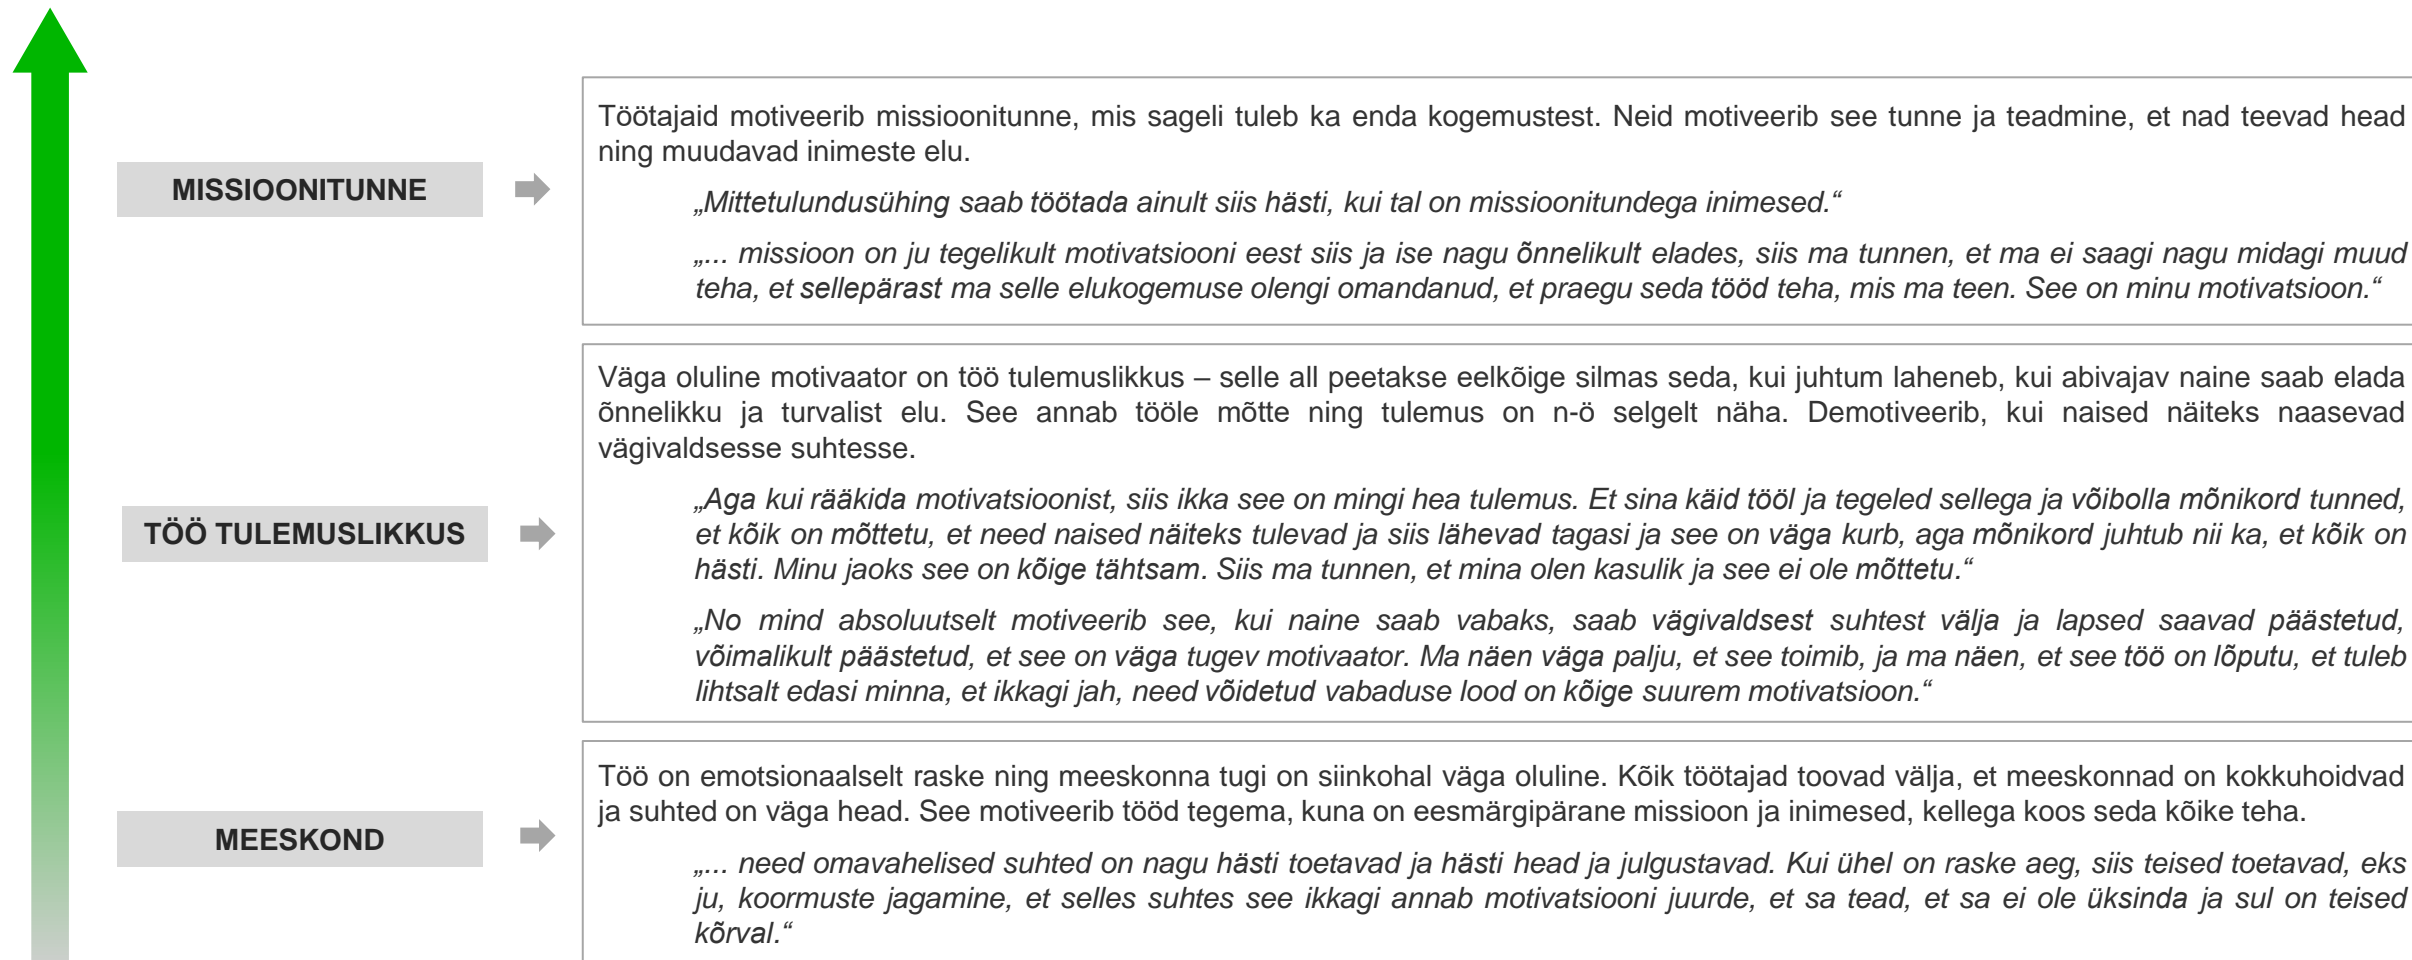 MISSIOONITUNNE
Töötajaid motiveerib missioonitunne, mis sageli tuleb ka enda kogemustest. Neid motiveerib see tunne ja teadmine, et nad teevad head
ning muudavad inimeste elu.
„Mittetulundusühing saab töötada ainult siis hästi, kui tal on missioonitundega inimesed.“
„... missioon on ju tegelikult motivatsiooni eest siis ja ise nagu õnnelikult elades, siis ma tunnen, et ma ei saagi nagu midagi muud
teha, et sellepärast ma selle elukogemuse olengi omandanud, et praegu seda tööd teha, mis ma teen. See on minu motivatsioon.“
TÖÖ TULEMUSLIKKUS
Väga oluline motivaator on töö tulemuslikkus – selle all peetakse eelkõige silmas seda, kui juhtum laheneb, kui abivajav naine saab elada
õnnelikku ja turvalist elu. See annab tööle mõtte ning tulemus on n-ö selgelt näha. Demotiveerib, kui naised näiteks naasevad
vägivaldsesse suhtesse.
„Aga kui rääkida motivatsioonist, siis ikka see on mingi hea tulemus. Et sina käid tööl ja tegeled sellega ja võibolla mõnikord tunned,
et kõik on mõttetu, et need naised näiteks tulevad ja siis lähevad tagasi ja see on väga kurb, aga mõnikord juhtub nii ka, et kõik on
hästi. Minu jaoks see on kõige tähtsam. Siis ma tunnen, et mina olen kasulik ja see ei ole mõttetu.“
„No mind absoluutselt motiveerib see, kui naine saab vabaks, saab vägivaldsest suhtest välja ja lapsed saavad päästetud,
võimalikult päästetud, et see on väga tugev motivaator. Ma näen väga palju, et see toimib, ja ma näen, et see töö on lõputu, et tuleb
lihtsalt edasi minna, et ikkagi jah, need võidetud vabaduse lood on kõige suurem motivatsioon.“
MEESKOND
Töö on emotsionaalselt raske ning meeskonna tugi on siinkohal väga oluline. Kõik töötajad toovad välja, et meeskonnad on kokkuhoidvad
ja suhted on väga head. See motiveerib tööd tegema, kuna on eesmärgipärane missioon ja inimesed, kellega koos seda kõike teha.
„... need omavahelised suhted on nagu hästi toetavad ja hästi head ja julgustavad. Kui ühel on raske aeg, siis teised toetavad, eks
ju, koormuste jagamine, et selles suhtes see ikkagi annab motivatsiooni juurde, et sa tead, et sa ei ole üksinda ja sul on teised
kõrval.“